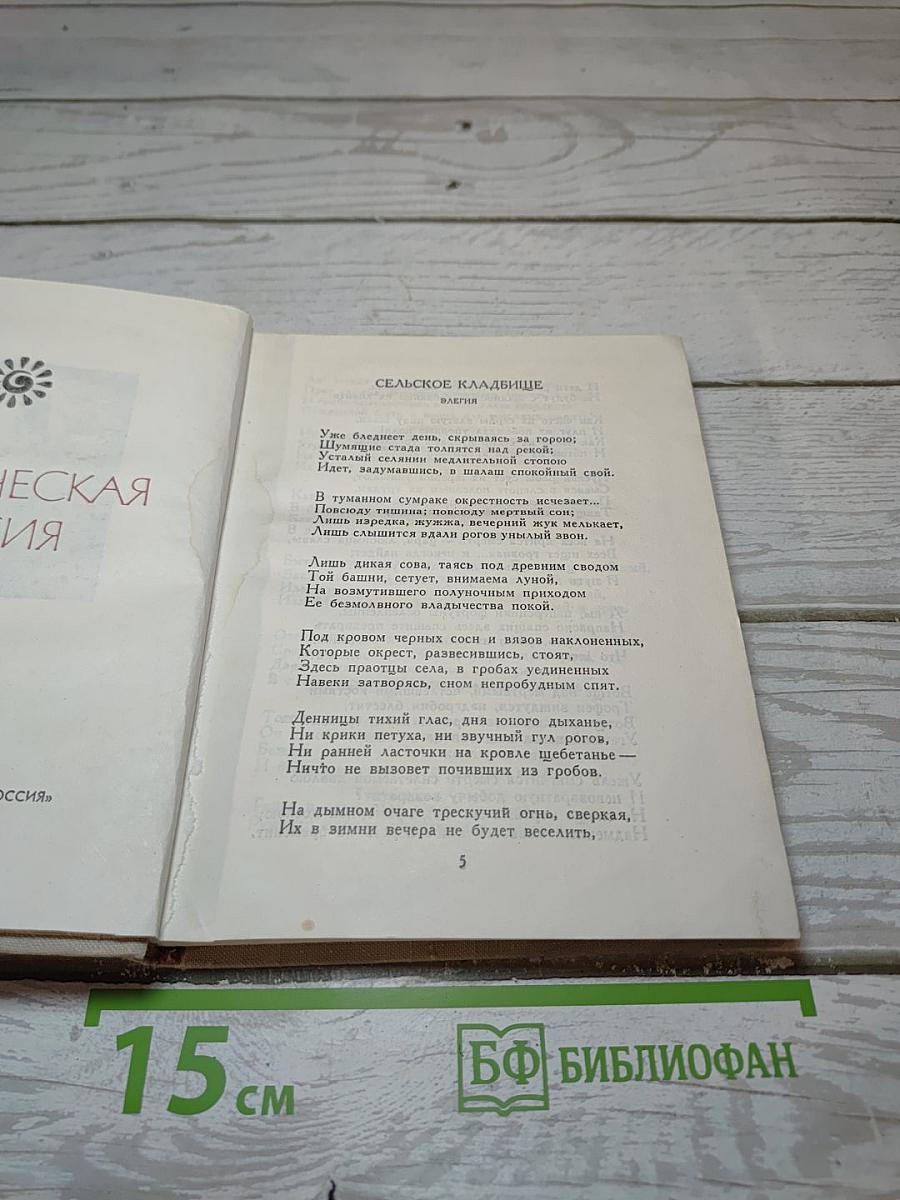 ЧЕСКАЯ
ИЯ
ОССИЯ»
СЕЛЬСКОЕ КЛАДБИЩЕ
ЭЛЕГИЯ
Уже бледнеет день, скрываясь за горою;
Шумящие стада толпятся над рекой;
Усталый селянин медлительной стопою
Идет, задумавшись, в шалаш спокойный свой.
В туманном сумраке окрестность исчезает...
Повсюду тишина; повсюду мертвый сон;
Лишь изредка, жужжа, вечерний жук мелькает,
Лишь слышится вдали рогов унылый звон.
Лишь дикая сова, таясь под древним сводом
Той башни, сетует, внимаема луной,
На возмутившего полуночным приходом
Ее безмолвного владычества покой.
Под кровом черных сосн и вязов наклоненных,
Которые окрест, развесившись, стоят,
Здесь праотцы села, в гробах уединенных
Навеки затворясь, сном непробудным спят.
Денницы тихий глас, дня юного дыханье,
Ни крики петуха, ни звучный гул рогов,
Ни ранней ласточки на кровле щебетанье —
Ничто не вызовет почивших из гробов.
На дымном очаге трескучий огнь, сверкая,
Их в зимни вечера не будет веселить,
5
15 см
БФ БИБЛИОФАН